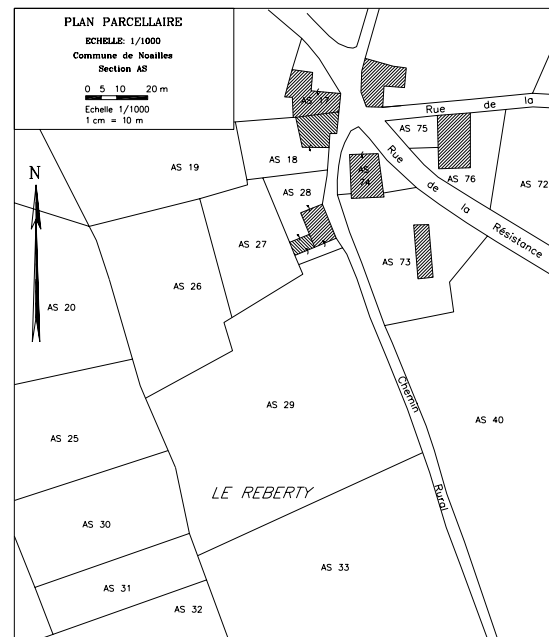 PLAN PARCELLAIRE
ECHELLE: 1/1000
Commune de Noailles
Section AS
0 5 10 20 m
Echelle 1/1000
1 cm = 10 m
N
AS 17
Rue de la
AS 75
AS 19
AS 18
AS 74
AS 76
AS 72
Rue de la Résistance
AS 28
AS 27
AS 73
AS 26
AS 20
AS 29
Chemin Rural
AS 40
AS 25
LE REBERTY
AS 30
AS 33
AS 31
AS 32